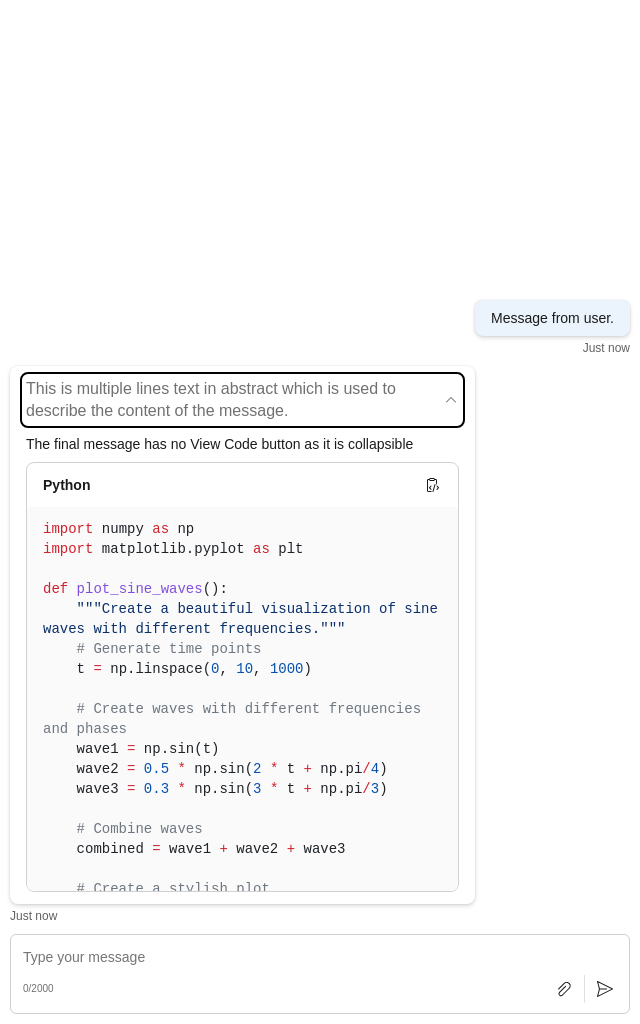 Message from user.
Just now
This is multiple lines text in abstract which is used to
describe the content of the message.
The final message has no View Code button as it is collapsible
Python
import numpy as np
import matplotlib.pyplot as plt
def plot_sine_waves():
    """Create a beautiful visualization of sine
waves with different frequencies."""
    # Generate time points
    t = np.linspace(0, 10, 1000)
    # Create waves with different frequencies
and phases
    wave1 = np.sin(t)
    wave2 = 0.5 * np.sin(2 * t + np.pi/4)
    wave3 = 0.3 * np.sin(3 * t + np.pi/3)
    # Combine waves
    combined = wave1 + wave2 + wave3
    # Create a stylish plot
Just now
Type your message
0/2000